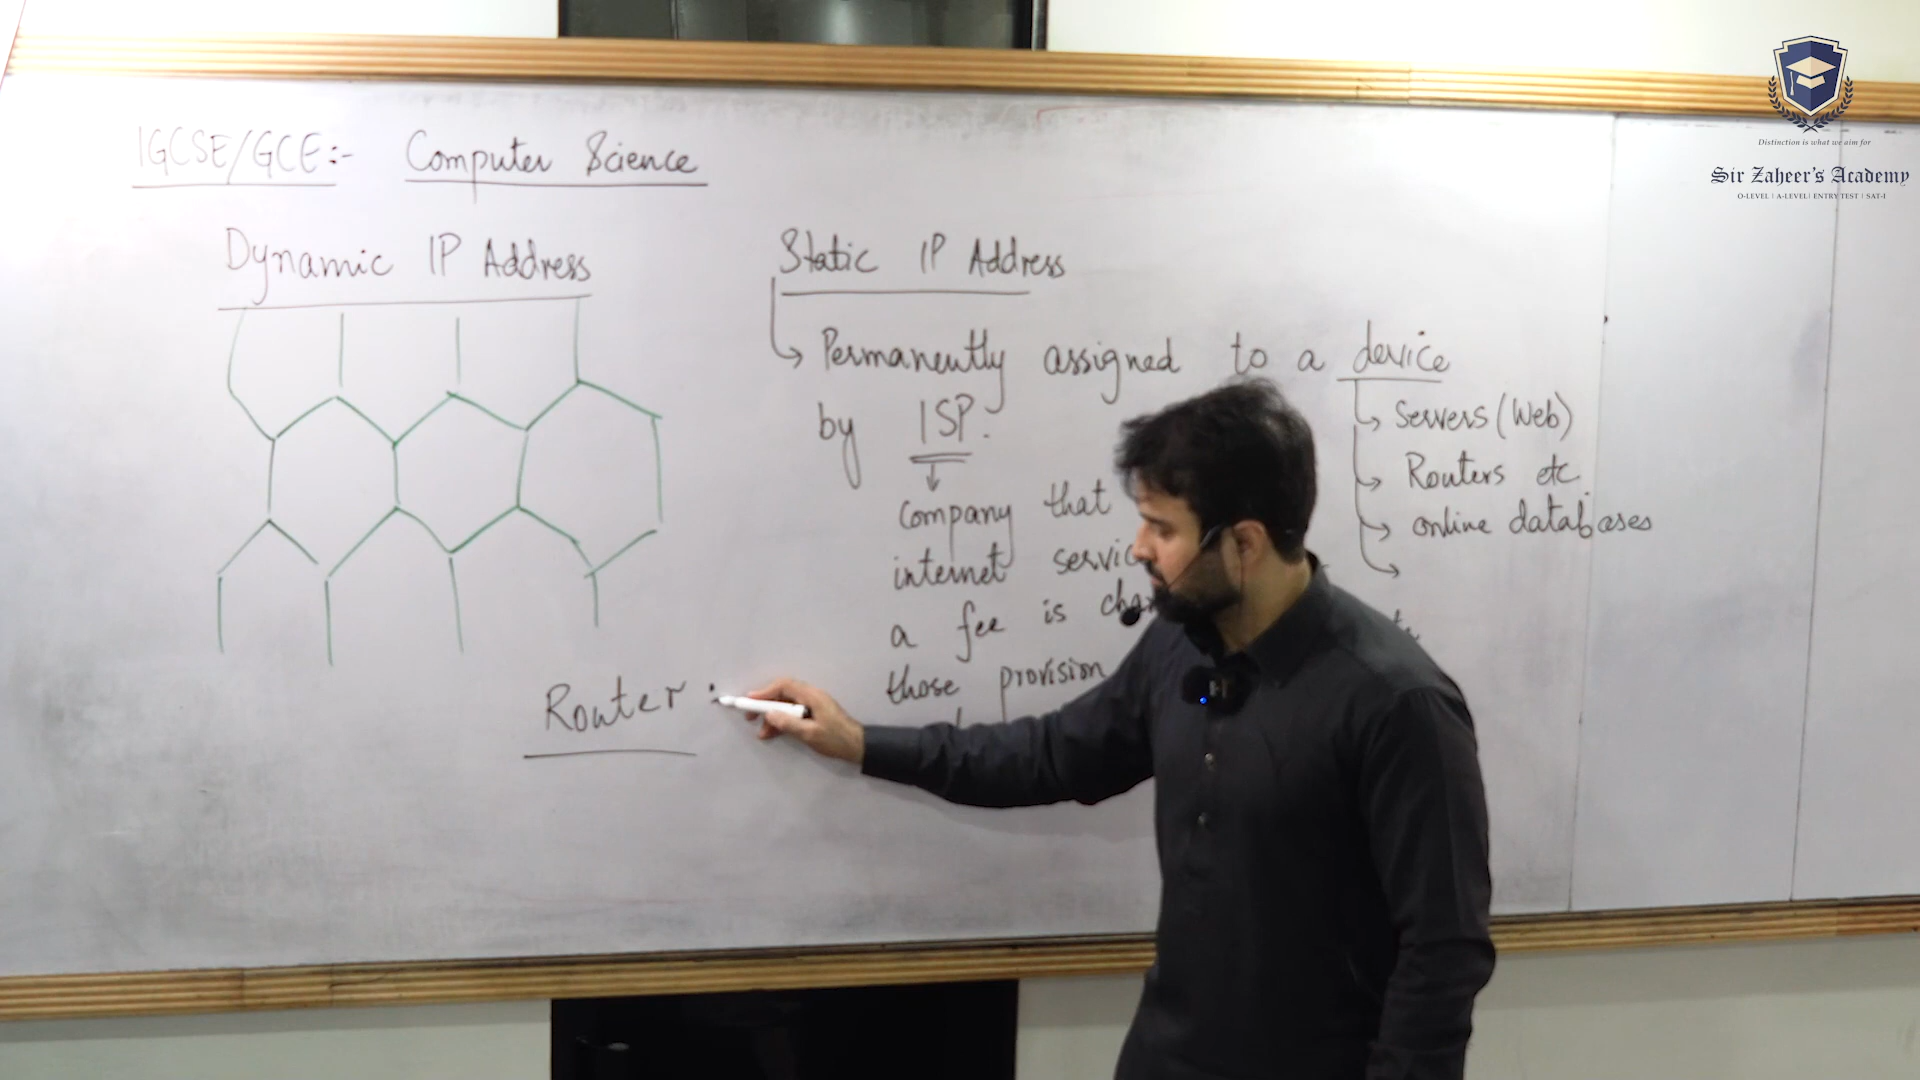 IGCSE/GCE:- Computer Science
Dynamic IP Address
Static IP Address
Permanently assigned to a device
by ISP.
Servers (Web)
Routers etc.
online databases
Company that
internet
a fee is
those provision
Router :
Distinction is what we aim for
Sir Zaheer's Academy
O-LEVEL | A-LEVEL | ENTRY TEST | SAT-I